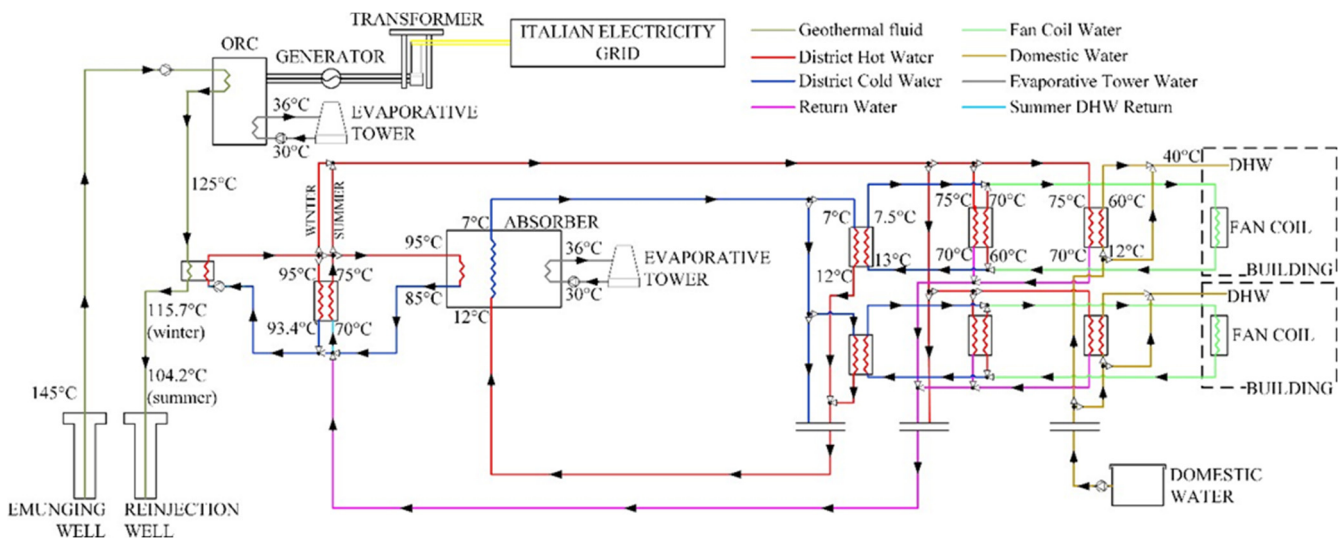 TRANSFORMER
ORC
GENERATOR
ITALIAN ELECTRICITY
GRID
Geothermal fluid
District Hot Water
District Cold Water
Return Water
Fan Coil Water
Domestic Water
Evaporative Tower Water
Summer DHW Return
36°C
30°C
EVAPORATIVE
TOWER
125°C
WINTER
SUMMER
7°C
ABSORBER
95°C
85°C
12°C
36°C
30°C
EVAPORATIVE
TOWER
95°C
75°C
93.4°C
70°C
115.7°C
(winter)
104.2°C
(summer)
145°C
7°C
7.5°C
12°C
13°C
75°C
70°C
70°C
60°C
75°C
60°C
70°C
12°C
40°C
DHW
FAN COIL
BUILDING
DHW
FAN COIL
BUILDING
EMUNGING
WELL
REINJECTION
WELL
DOMESTIC
WATER